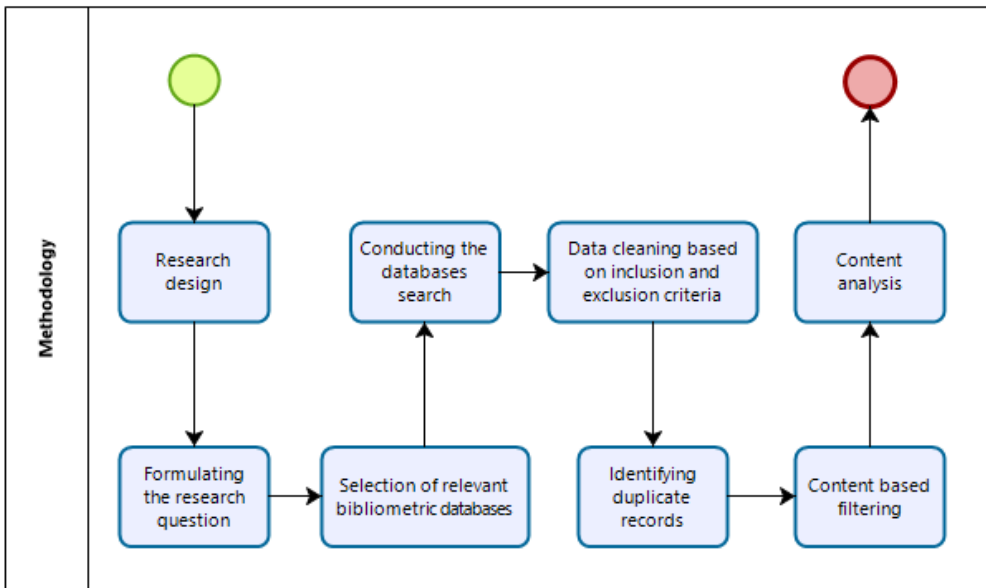 Methodology
Research
design
Formulating
the research
question
Selection of relevant
bibliometric databases
Conducting the
databases
search
Data cleaning based
on inclusion and
exclusion criteria
Identifying
duplicate
records
Content based
filtering
Content
analysis